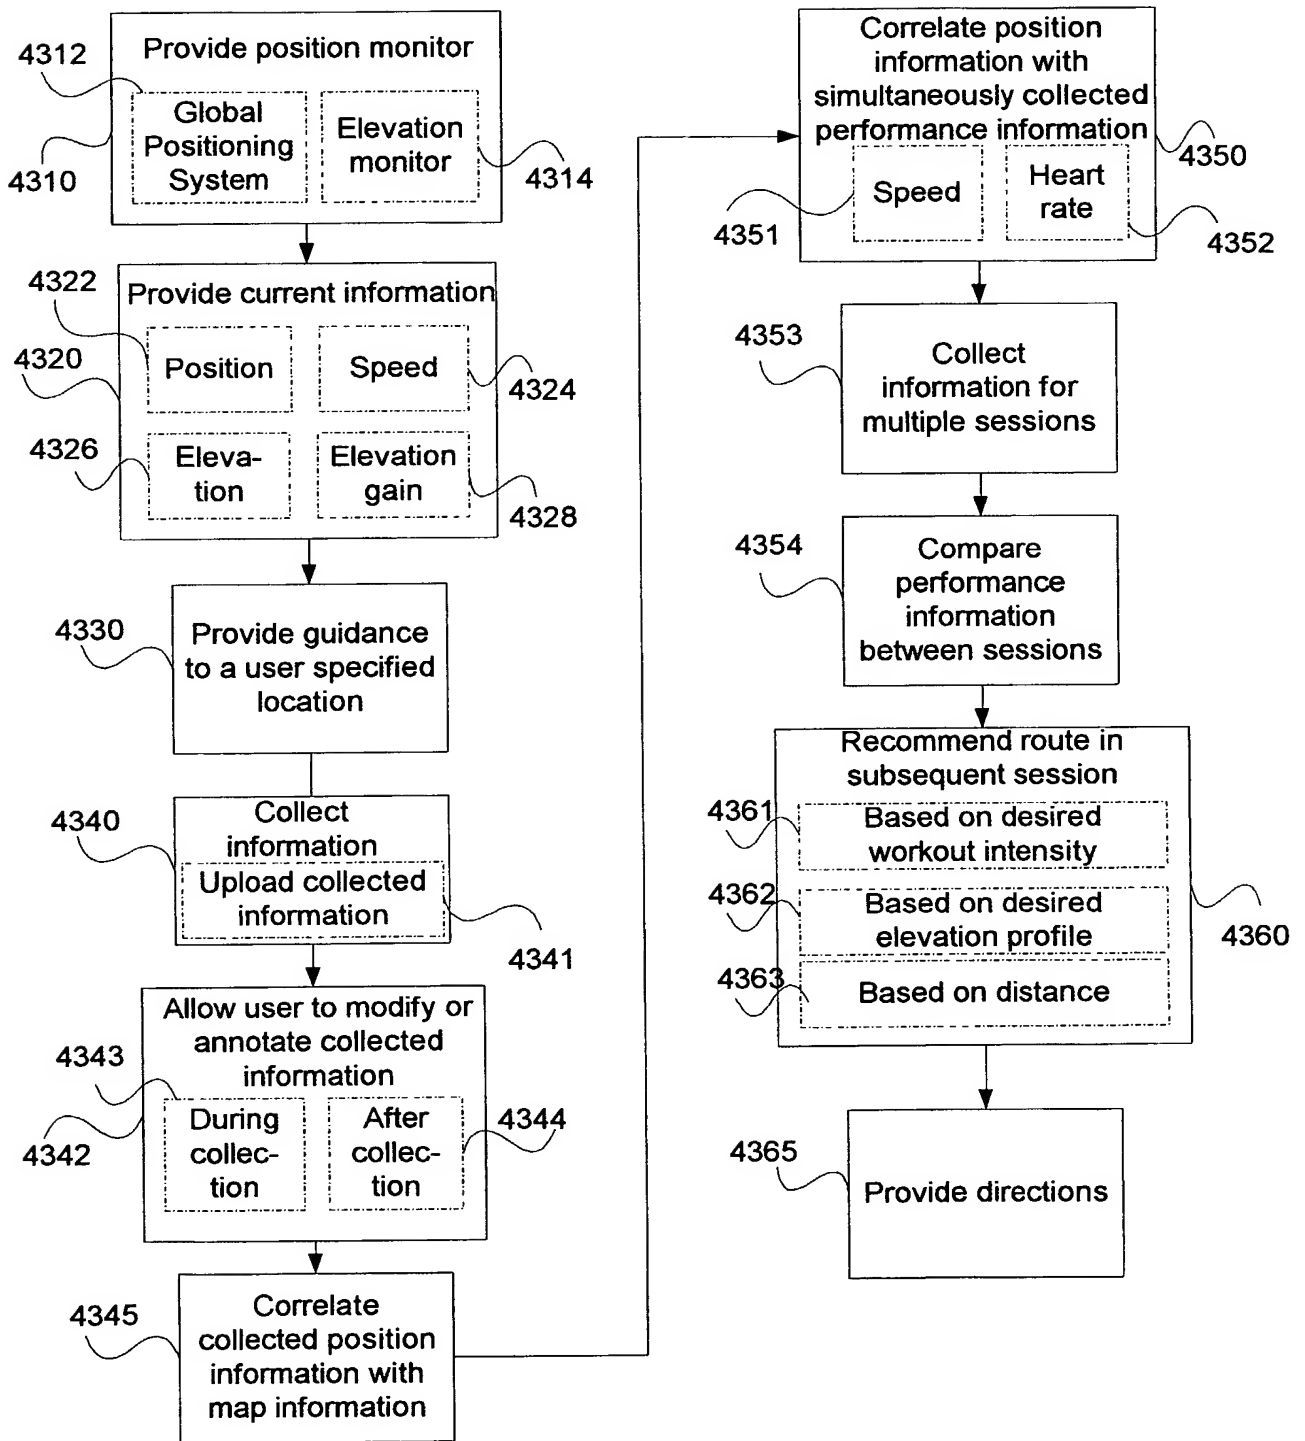 Provide position monitor
4312
Global
Positioning
System
Elevation
monitor
4310
4314
Provide current information
4322
4320
Position
Speed
4324
4326
Eleva-
tion
Elevation
gain
4328
4330
Provide guidance
to a user specified
location
4340
Collect
information
Upload collected
information
4341
Allow user to modify or
annotate collected
information
4343
4342
During
collec-
tion
After
collec-
tion
4344
4345
Correlate
collected position
information with
map information
Correlate position
information with
simultaneously collected
performance information
4350
4351
Speed
Heart
rate
4352
4353
Collect
information for
multiple sessions
4354
Compare
performance
information
between sessions
Recommend route in
subsequent session
4361
Based on desired
workout intensity
4362
Based on desired
elevation profile
4360
4363
Based on distance
4365
Provide directions